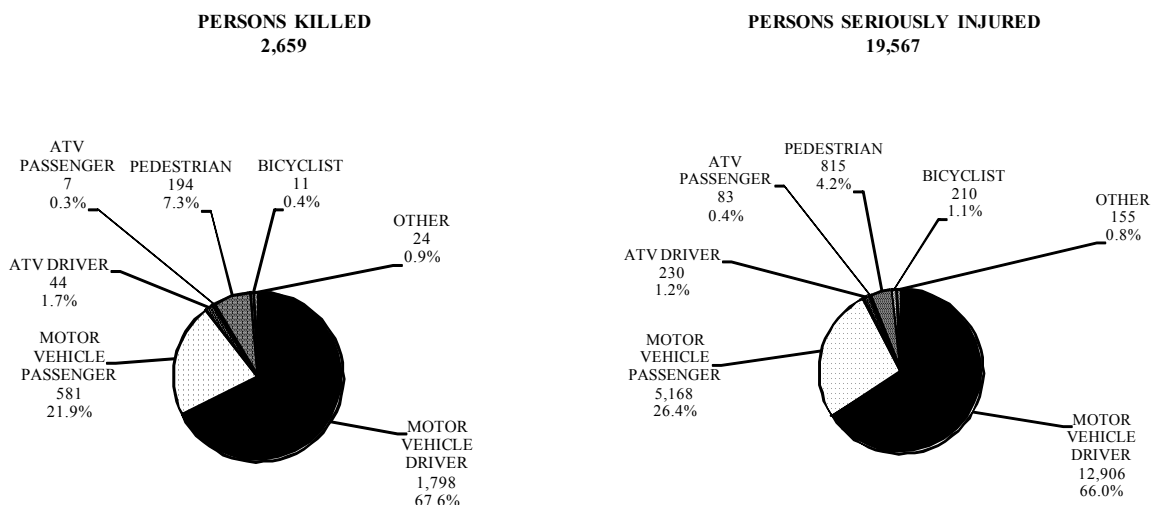 PERSONS KILLED
2,659
ATV
PASSENGER
7
0.3%
PEDESTRIAN
194
7.3%
BICYCLIST
11
0.4%
OTHER
24
0.9%
ATV DRIVER
44
1.7%
MOTOR
VEHICLE
PASSENGER
581
21.9%
MOTOR
VEHICLE
DRIVER
1,798
67.6%
PERSONS SERIOUSLY INJURED
19,567
ATV
PASSENGER
83
0.4%
PEDESTRIAN
815
4.2%
BICYCLIST
210
1.1%
OTHER
155
0.8%
ATV DRIVER
230
1.2%
MOTOR
VEHICLE
PASSENGER
5,168
26.4%
MOTOR
VEHICLE
DRIVER
12,906
66.0%